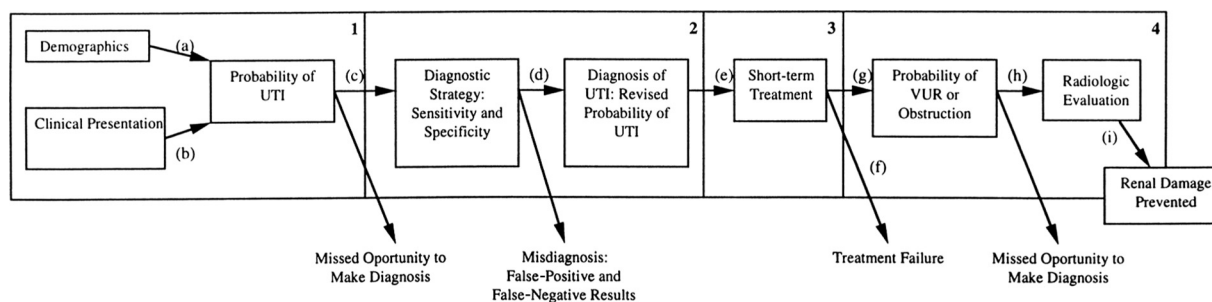 1
2
3
4
Demographics
(a)
Clinical Presentation
(b)
Probability of
UTI
(c)
Diagnostic
Strategy:
Sensitivity and
Specificity
(d)
Diagnosis of
UTI: Revised
Probability of
UTI
(e)
Short-term
Treatment
(f)
(g)
Probability of
VUR or
Obstruction
(h)
Radiologic
Evaluation
(i)
Renal Damage
Prevented
Missed Oportunity to
Make Diagnosis
Misdiagnosis:
False-Positive and
False-Negative Results
Treatment Failure
Missed Oportunity to
Make Diagnosis